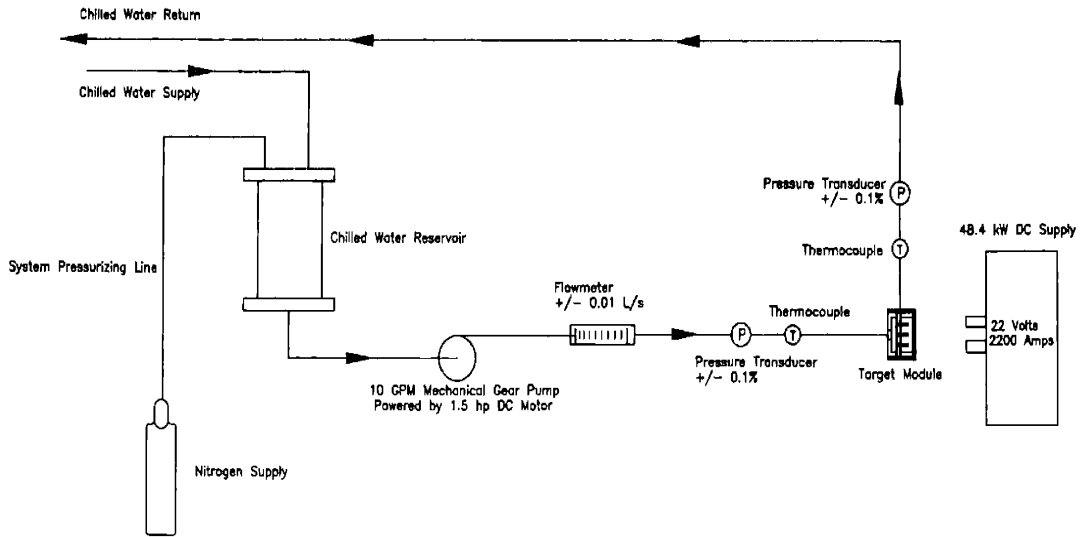 Chilled Water Return
Chilled Water Supply
Pressure Transducer
+/- 0.1%
P
48.4 kW DC Supply
Chilled Water Reservoir
Thermocouple
T
System Pressurizing Line
Flowmeter
+/- 0.01 L/s
Thermocouple
22 Volts
2200 Amps
P
T
Pressure Transducer
+/- 0.1%
Target Module
10 GPM Mechanical Gear Pump
Powered by 1.5 hp DC Motor
Nitrogen Supply